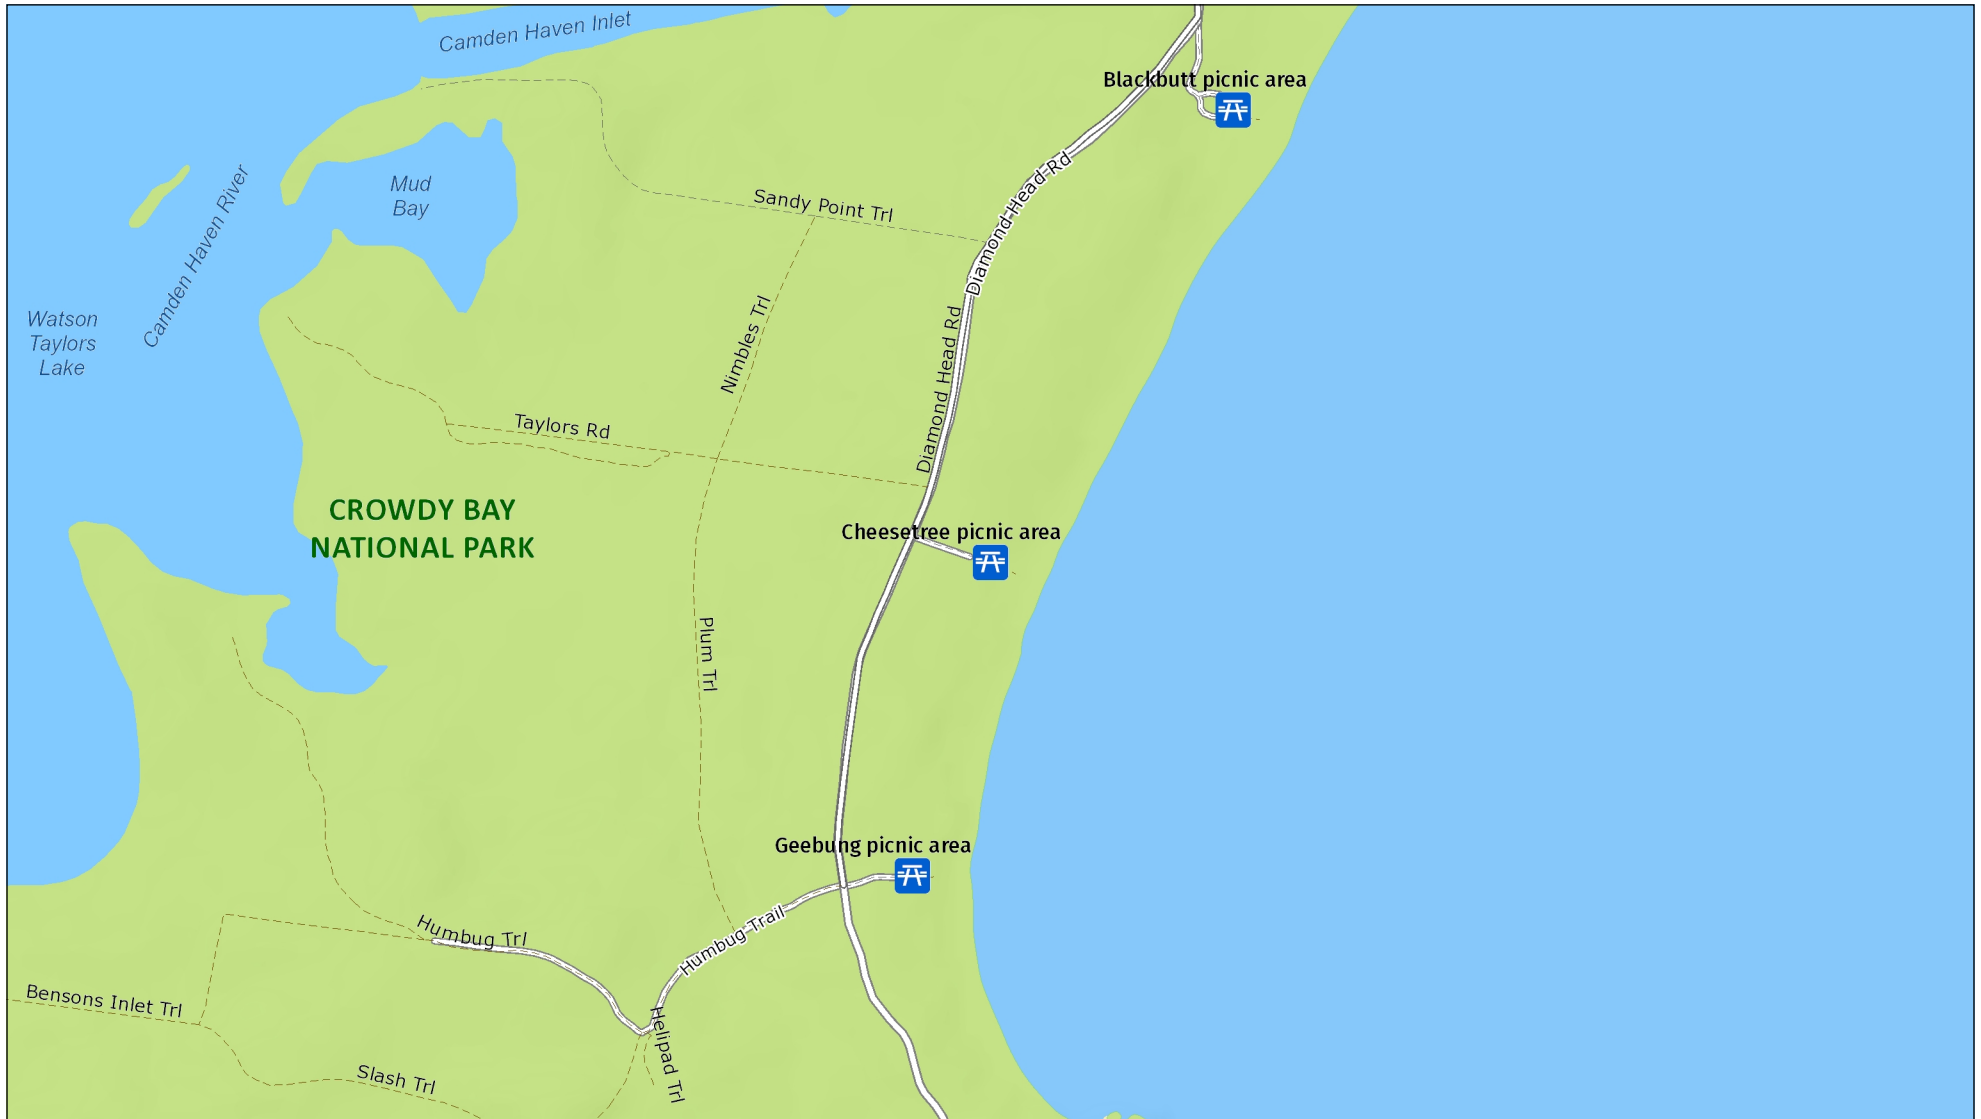 Camden Haven Inlet
Blackbutt picnic area
Mud
Bay
Camden Haven River
Sandy Point Trl
Diamond Head Rd
Watson
Taylors
Lake
Nimbles Trl
Diamond Head Rd
Taylors Rd
CROWDY BAY
NATIONAL PARK
Cheesetree picnic area
Plum Trl
Geebung picnic area
Humbug Trl
Humbug Trail
Bensons Inlet Trl
Helipad Trl
Slash Trl